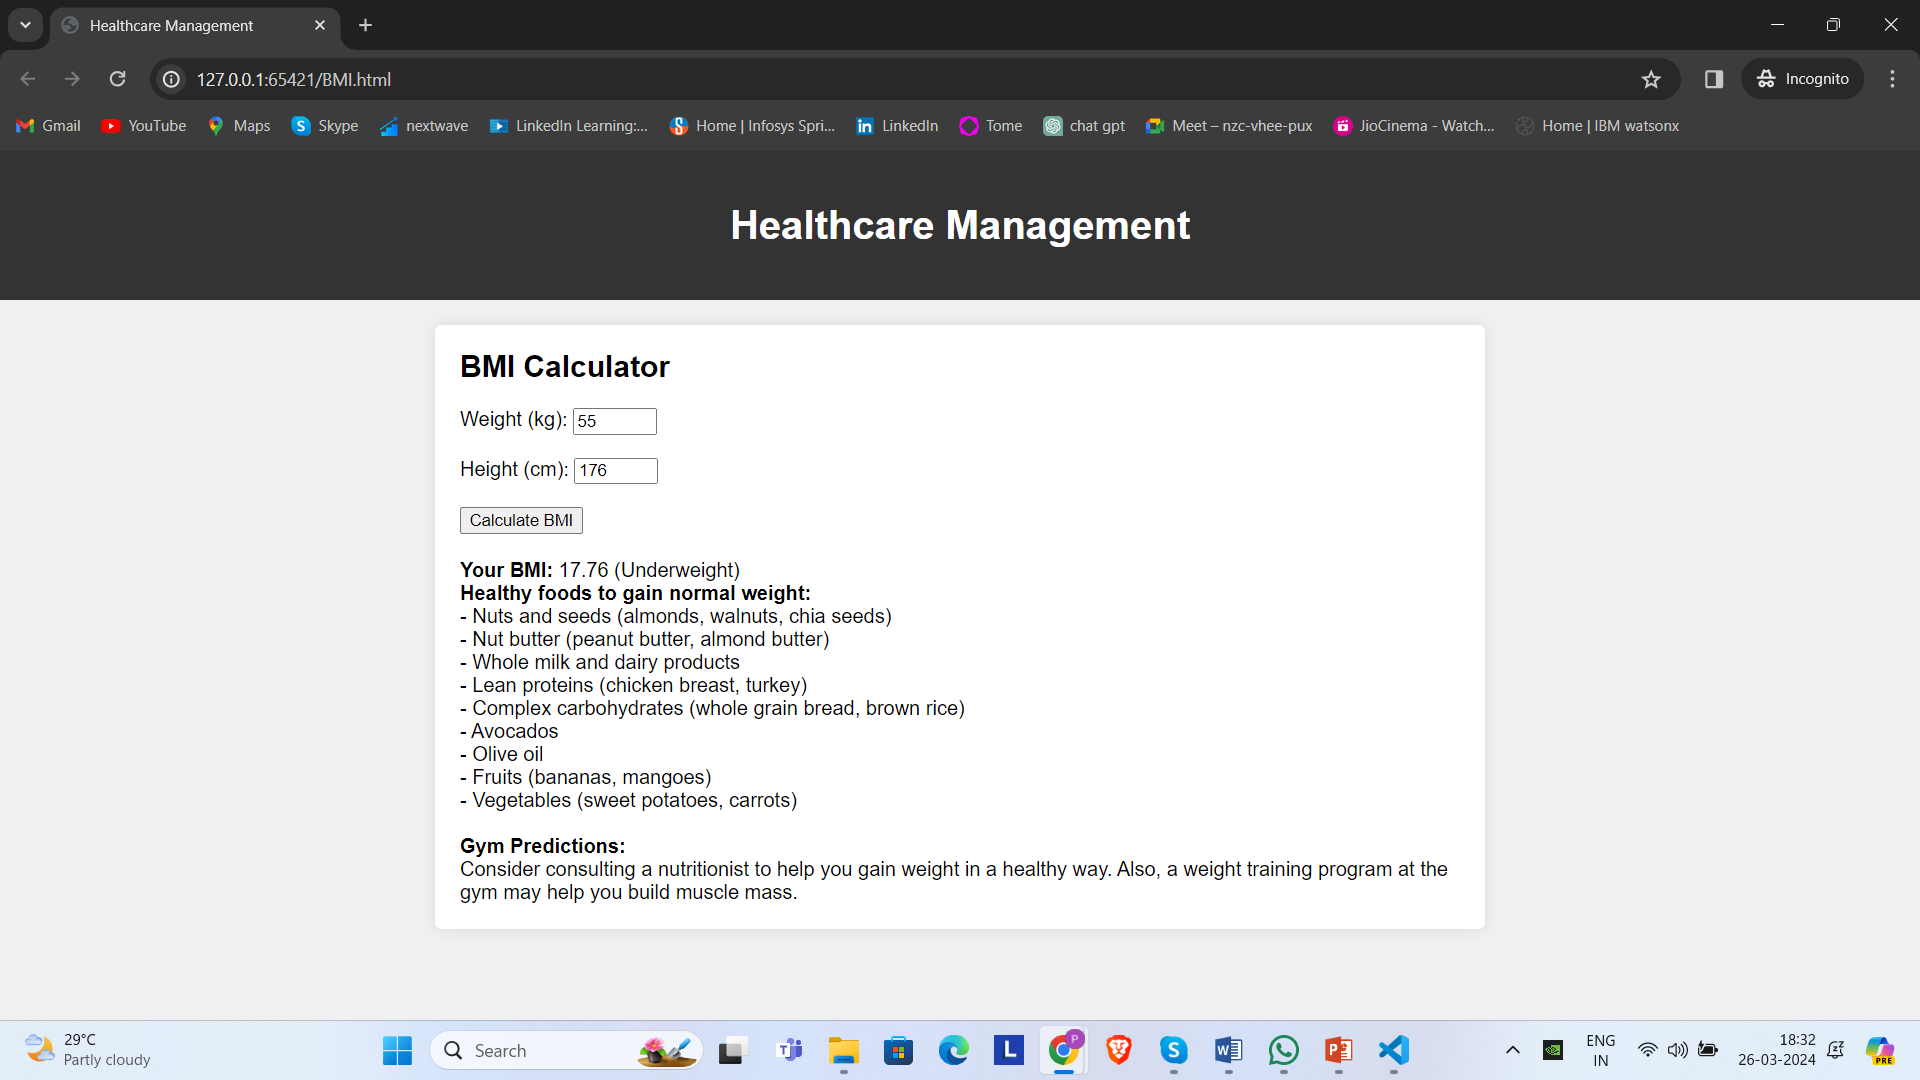 Healthcare Management
127.0.0.1:65421/BMI.html
Incognito
Gmail YouTube Maps Skype nextwave LinkedIn Learning:... Home | Infosys Spri... LinkedIn Tome chat gpt Meet – nzc-vhee-pux JioCinema - Watch... Home | IBM watsonx
Healthcare Management
BMI Calculator
Weight (kg): 55
Height (cm): 176
Calculate BMI
Your BMI: 17.76 (Underweight)
Healthy foods to gain normal weight:
- Nuts and seeds (almonds, walnuts, chia seeds)
- Nut butter (peanut butter, almond butter)
- Whole milk and dairy products
- Lean proteins (chicken breast, turkey)
- Complex carbohydrates (whole grain bread, brown rice)
- Avocados
- Olive oil
- Fruits (bananas, mangoes)
- Vegetables (sweet potatoes, carrots)
Gym Predictions:
Consider consulting a nutritionist to help you gain weight in a healthy way. Also, a weight training program at the
gym may help you build muscle mass.
29°C
Partly cloudy
Search
L
P
ENG
IN
18:32
26-03-2024
PRE